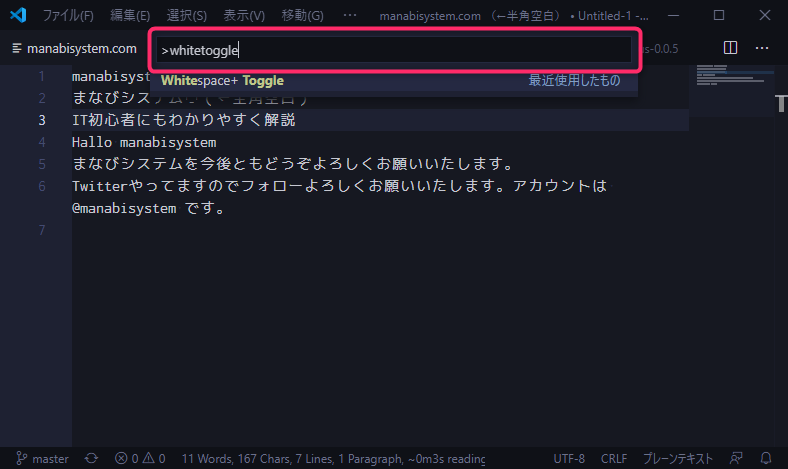 ファイル(F) 編集(E) 選択(S) 表示(V) 移動(G) ··· manabisystem.com （←半角空白） • Untitled-1 -...
manabisystem.com
>whitetoggle
us-0.0.5
Whitespace+ Toggle 最近使用したもの
1 manabisyst
2 まなびシステム
3 IT初心者にもわかりやすく解説
4 Hallo manabisystem
5 まなびシステムを今後ともどうぞよろしくお願いいたします。
6 Twitterやってますのでフォローよろしくお願いいたします。アカウントは
@manabisystem です。
7
master 0 0 11 Words, 167 Chars, 7 Lines, 1 Paragraph, ~0m3s reading UTF-8 CRLF プレーンテキスト